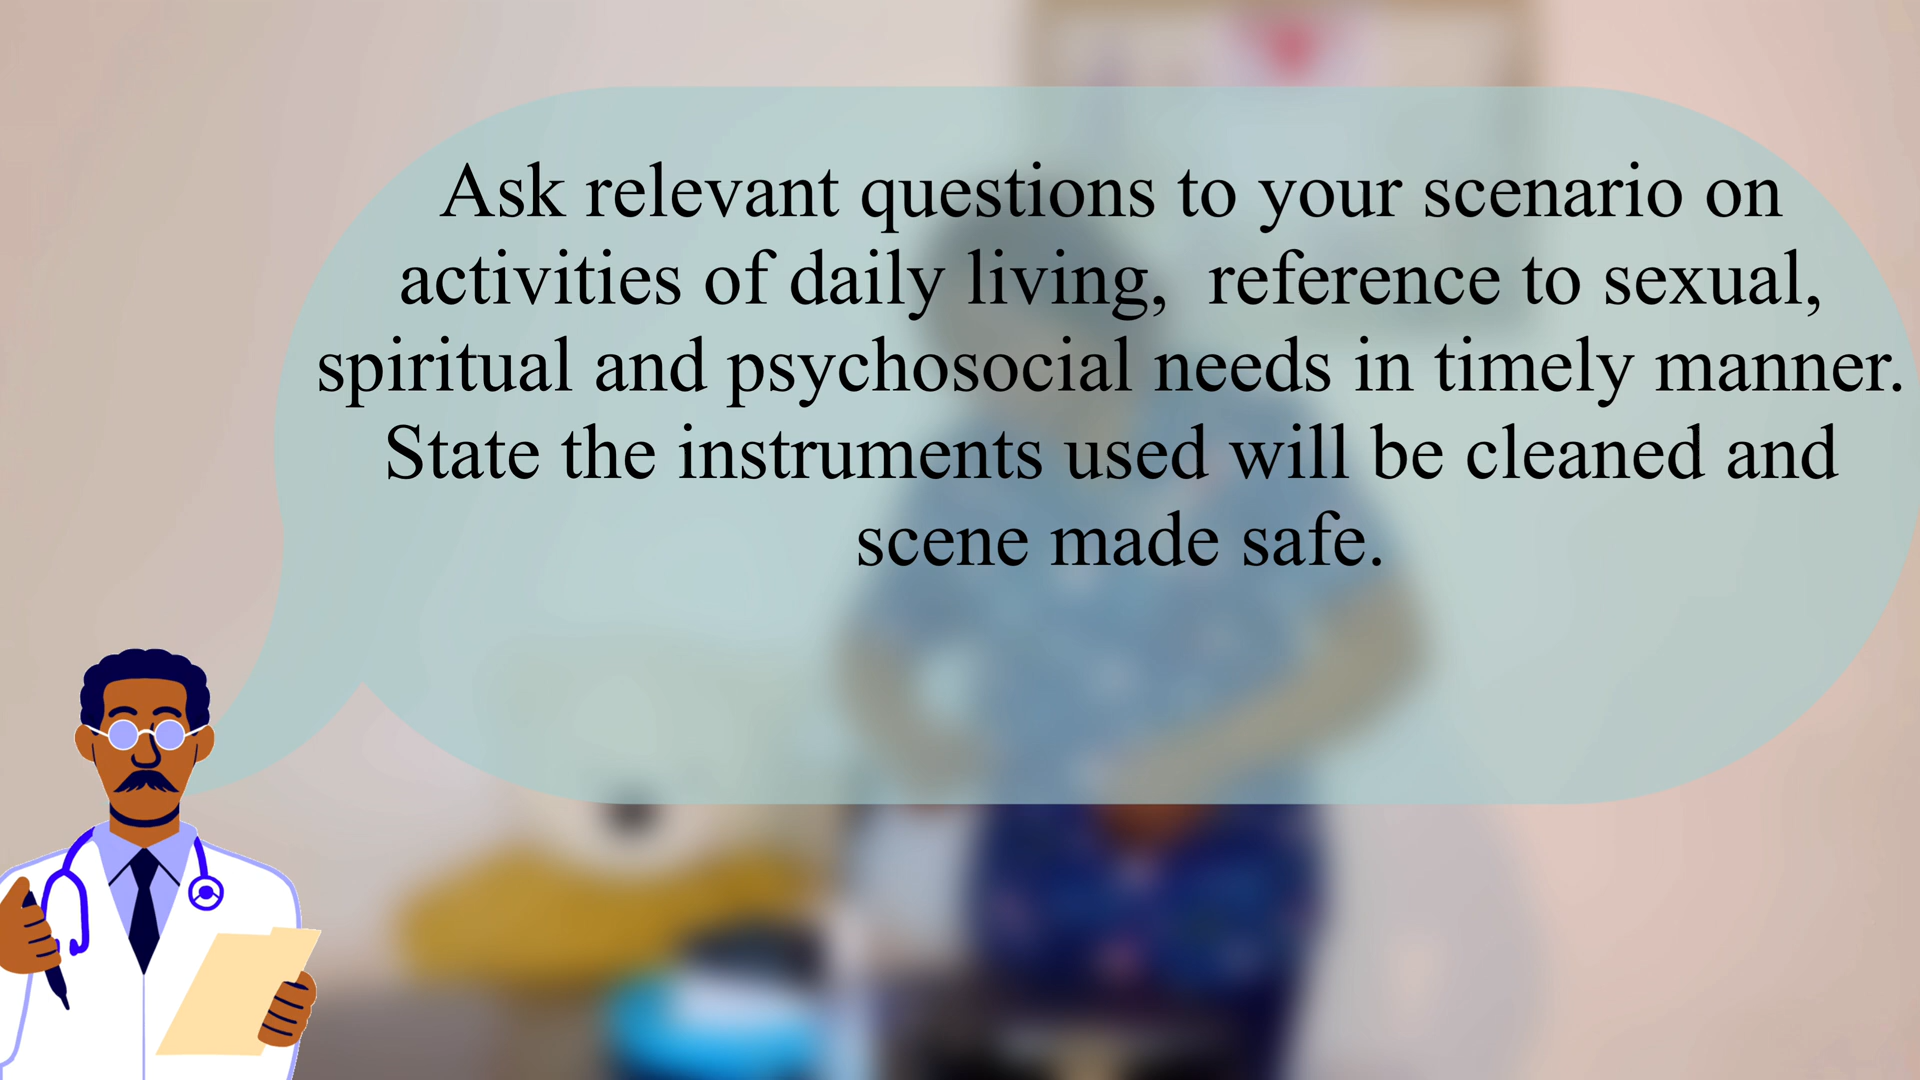 Ask relevant questions to your scenario on
activities of daily living,  reference to sexual,
spiritual and psychosocial needs in timely manner.
State the instruments used will be cleaned and
scene made safe.